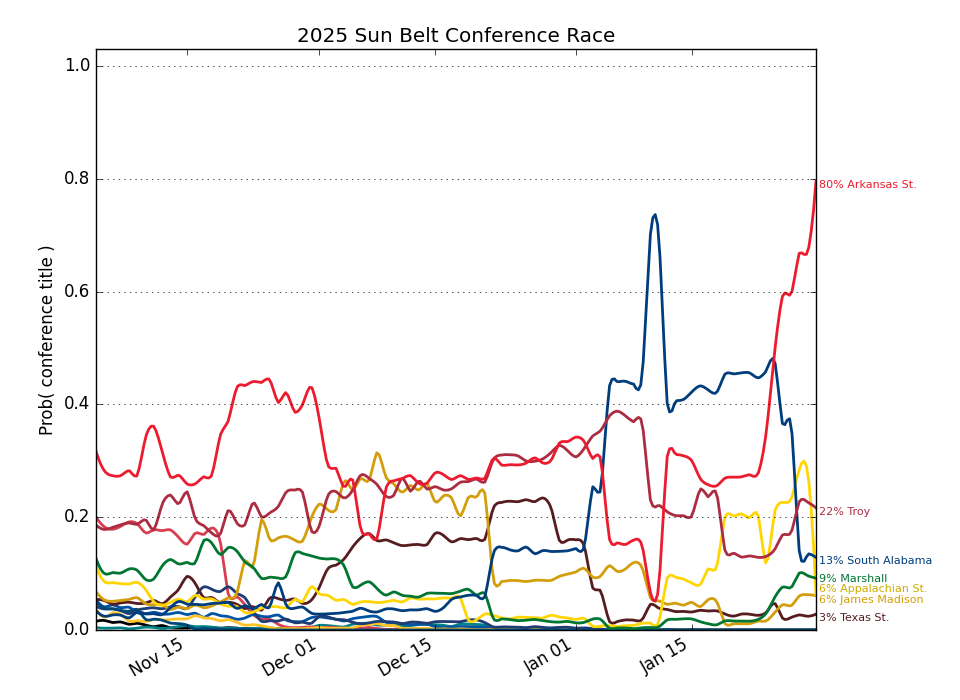 2025 Sun Belt Conference Race
Prob( conference title )
1.0
0.8
0.6
0.4
0.2
0.0
Nov 15
Dec 01
Dec 15
Jan 01
Jan 15
80% Arkansas St.
22% Troy
13% South Alabama
9% Marshall
6% Appalachian St.
6% James Madison
3% Texas St.